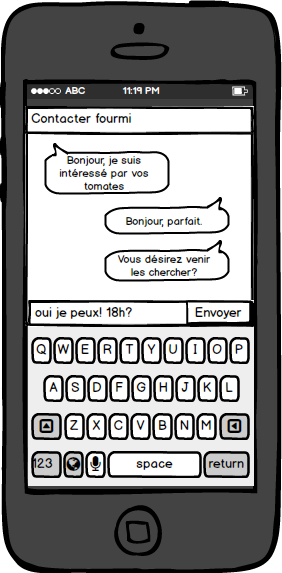 ABC 11:19 PM
Contacter fourmi
Bonjour, je suis
intéressé par vos
tomates
Bonjour, parfait.
Vous désirez venir
les chercher?
oui je peux! 18h? Envoyer
Q W E R T Y U I O P
A S D F G H J K L
Z X C V B N M
123 space return